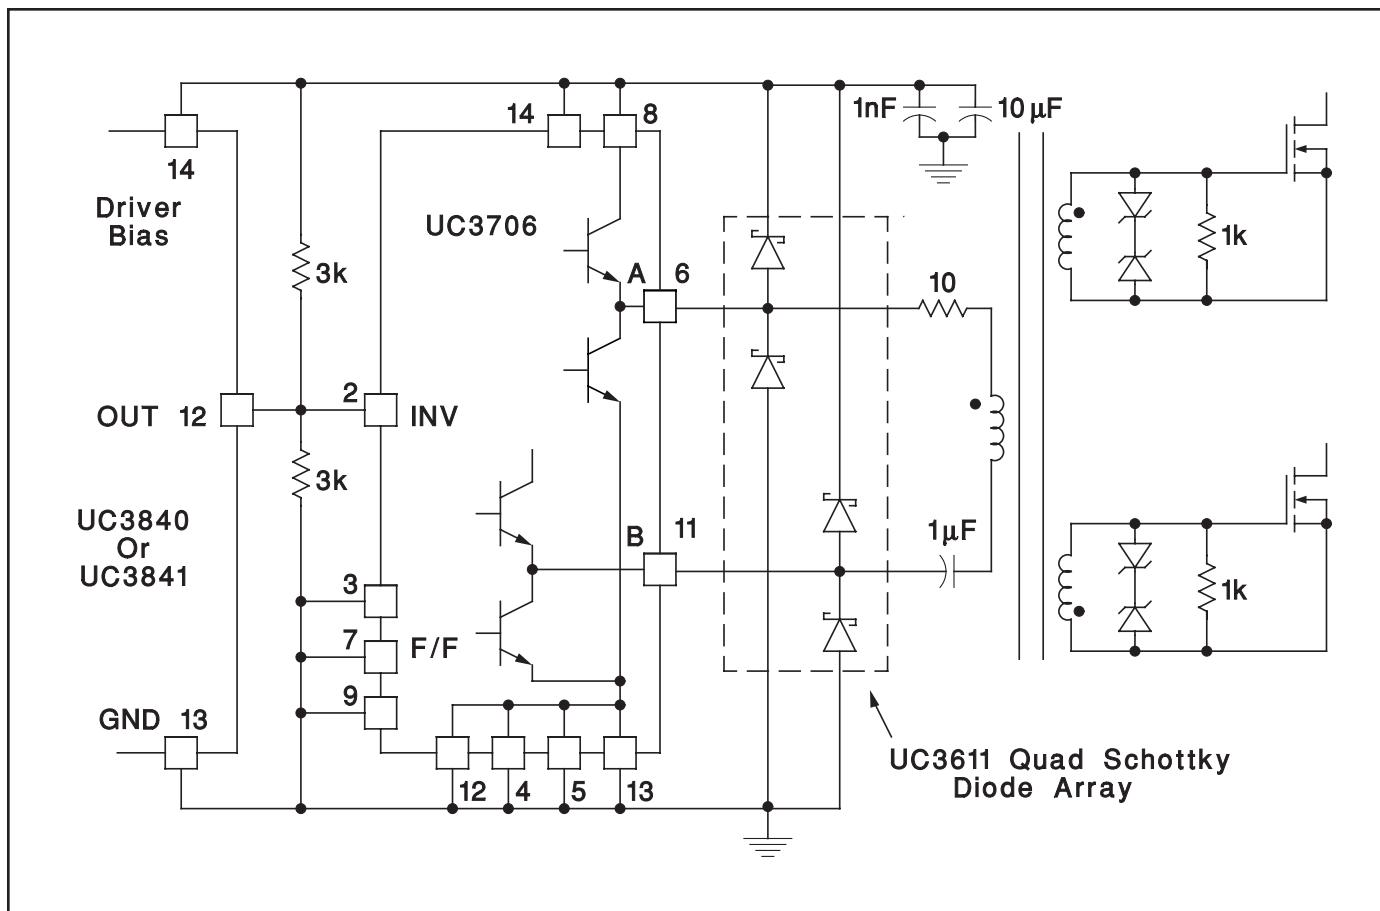 14
8
1nF
10 µF
14
Driver
Bias
UC3706
3k
A
6
10
1k
2
OUT 12
INV
3k
UC3840
Or
UC3841
B
11
1µF
3
1k
7
F/F
9
GND 13
12
4
5
13
UC3611 Quad Schottky
Diode Array